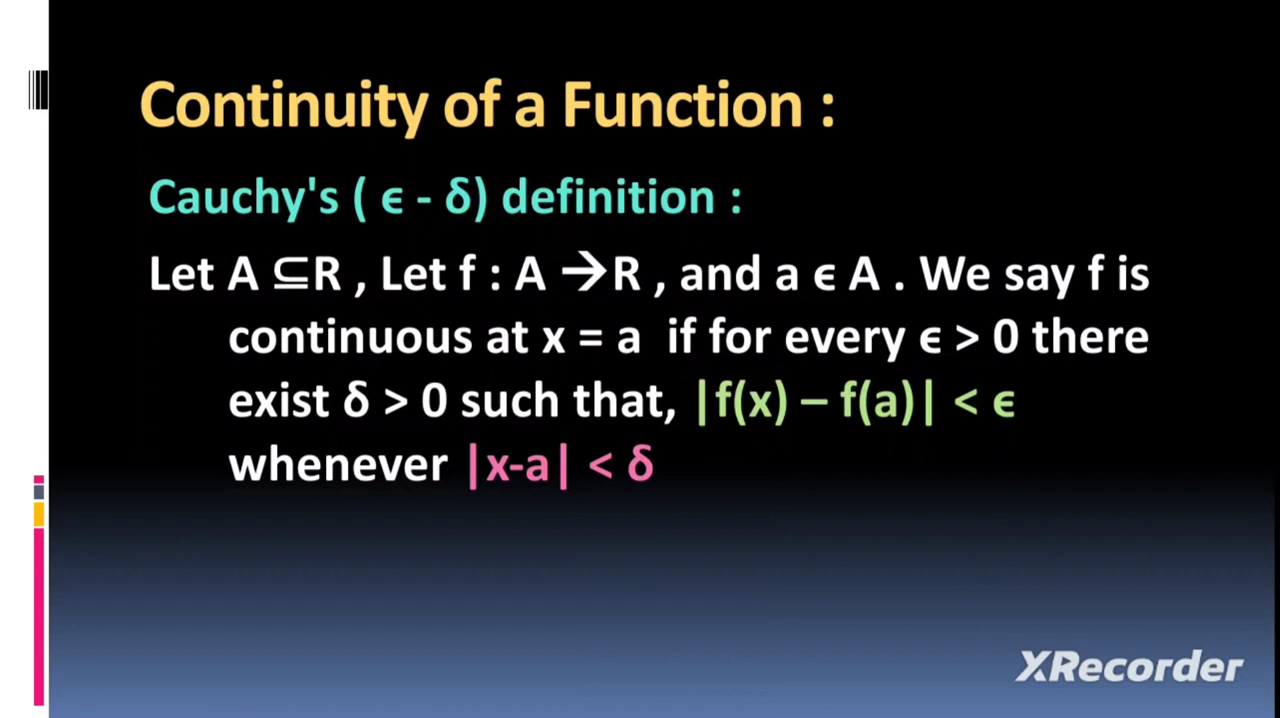 Continuity of a Function :
Cauchy's ( ϵ - δ) definition :
Let A ⊆R , Let f : A →R , and a ϵ A . We say f is
continuous at x = a if for every ϵ > 0 there
exist δ > 0 such that, |f(x) – f(a)| < ϵ
whenever |x-a| < δ
XRecorder